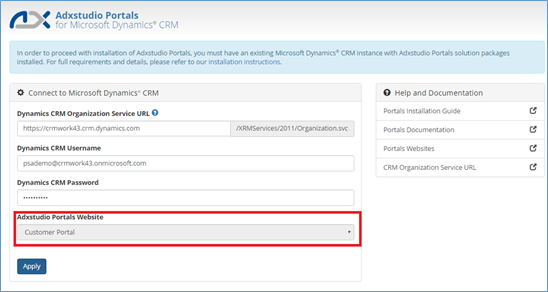 Adxstudio Portals
for Microsoft Dynamics® CRM
In order to proceed with installation of Adxstudio Portals, you must have an existing Microsoft Dynamics® CRM instance with Adxstudio Portals solution packages
installed. For full requirements and details, please refer to our installation instructions.
Connect to Microsoft Dynamics® CRM
Dynamics CRM Organization Service URL
https://crmwork43.crm.dynamics.com /XRMServices/2011/Organization.svc
Dynamics CRM Username
psademo@crmwork43.onmicrosoft.com
Dynamics CRM Password
Adxstudio Portals Website
Customer Portal
Apply
Help and Documentation
Portals Installation Guide
Portals Documentation
Portals Websites
CRM Organization Service URL